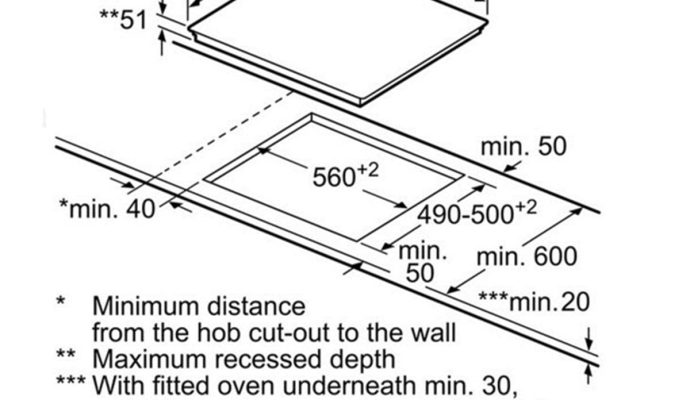 **51
min. 50
560+2
*min. 40
490-500+2
min.
50
min. 600
***min.20
* Minimum distance
from the hob cut-out to the wall
** Maximum recessed depth
*** With fitted oven underneath min. 30,